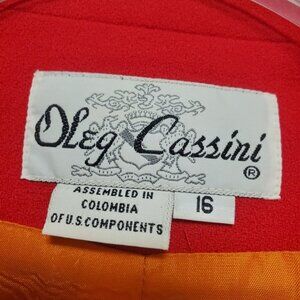 Oleg Cassini
®
ASSEMBLED IN
COLOMBIA
OF U.S. COMPONENTS
16